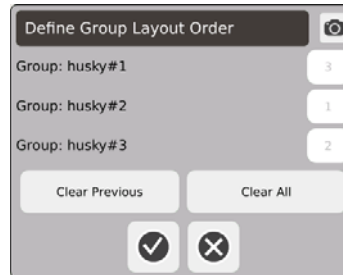 Define Group Layout Order
Group: husky#1 3
Group: husky#2 1
Group: husky#3 2
Clear Previous Clear All